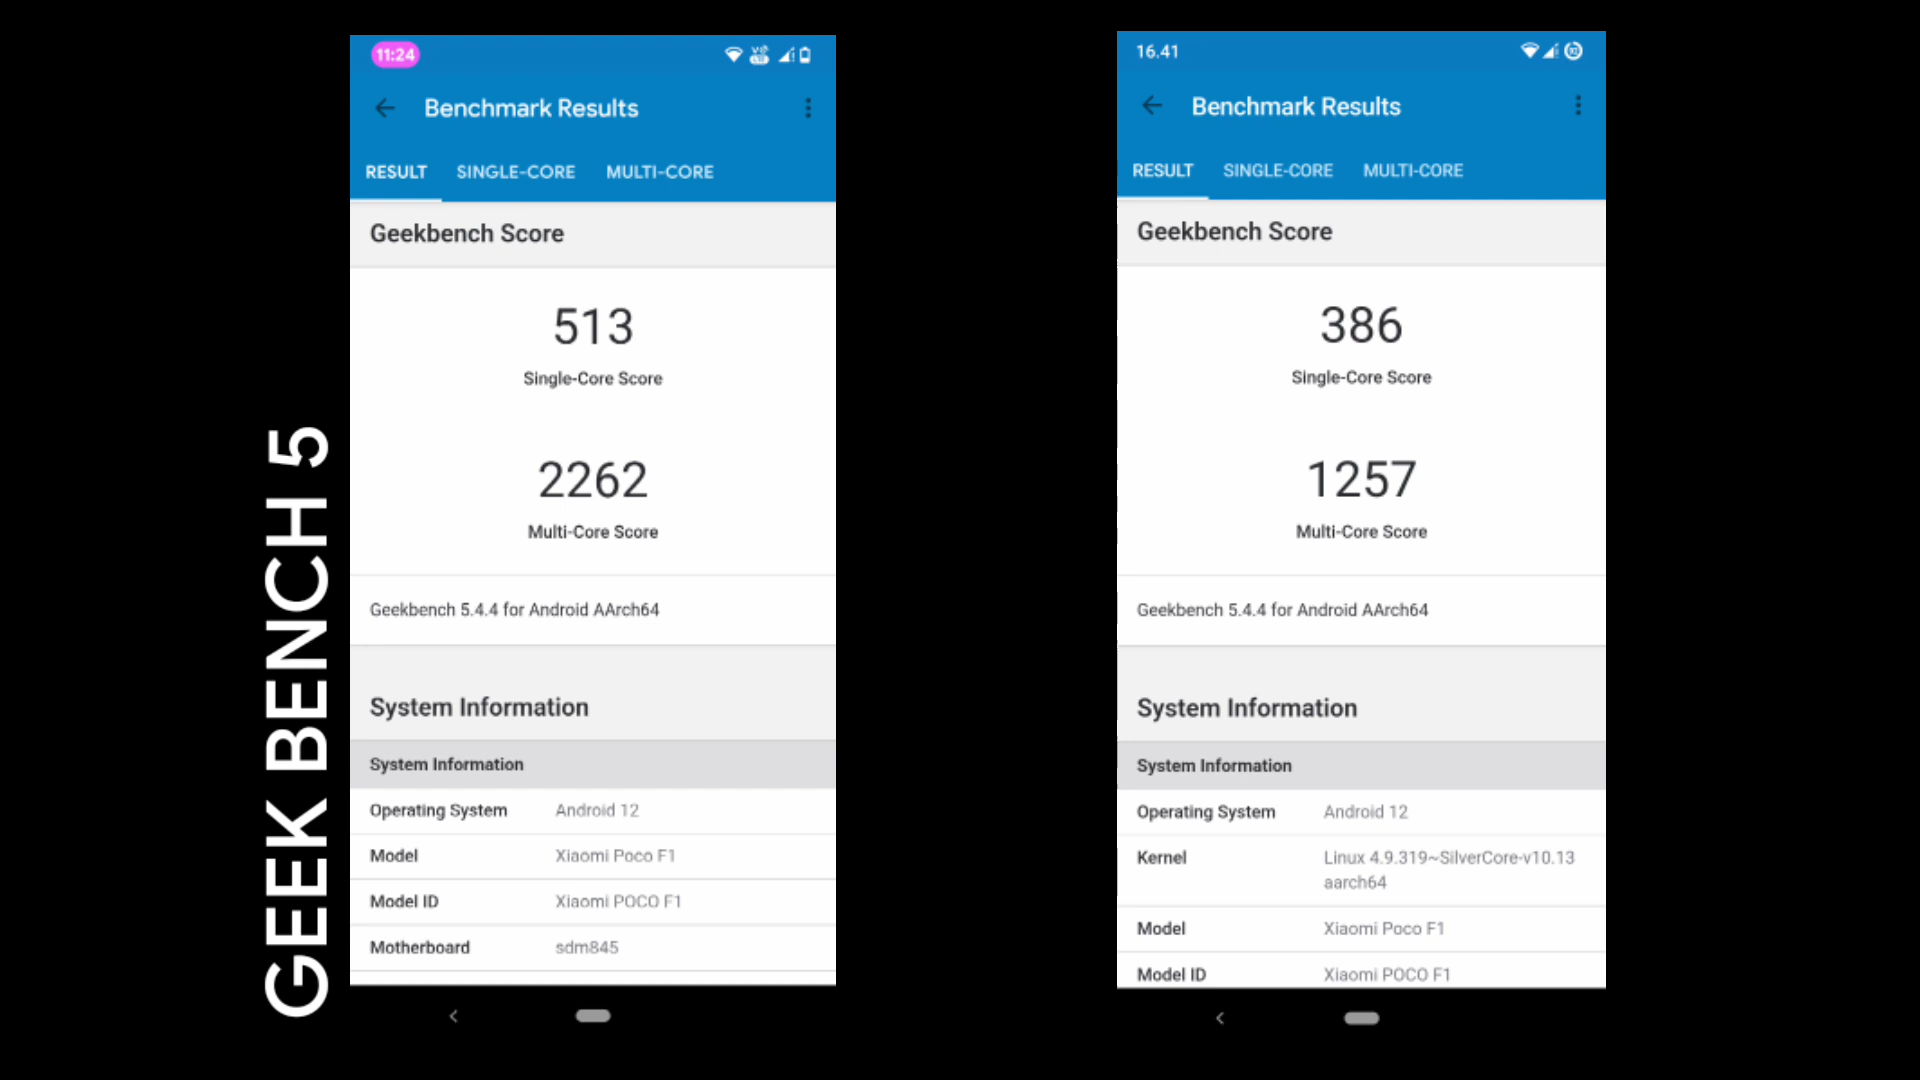 GEEK BENCH 5
11:24
Benchmark Results
RESULT SINGLE-CORE MULTI-CORE
Geekbench Score
513
Single-Core Score
2262
Multi-Core Score
Geekbench 5.4.4 for Android AArch64
System Information
System Information
Operating System Android 12
Model Xiaomi Poco F1
Model ID Xiaomi POCO F1
Motherboard sdm845
16.41
Benchmark Results
RESULT SINGLE-CORE MULTI-CORE
Geekbench Score
386
Single-Core Score
1257
Multi-Core Score
Geekbench 5.4.4 for Android AArch64
System Information
System Information
Operating System Android 12
Kernel Linux 4.9.319~SilverCore-v10.13
aarch64
Model Xiaomi Poco F1
Model ID Xiaomi POCO F1